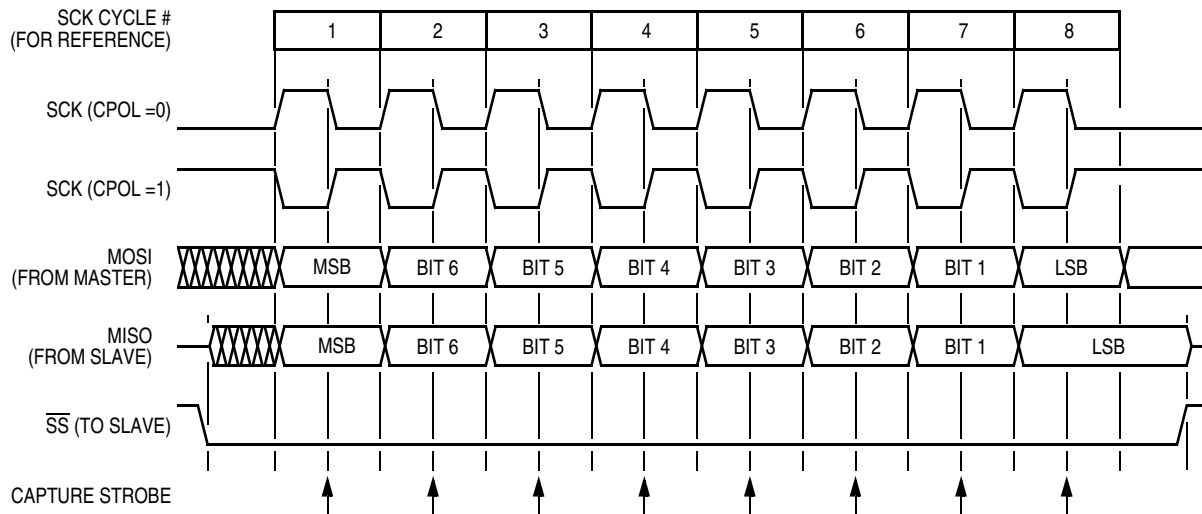 SCK CYCLE #
(FOR REFERENCE)
1 2 3 4 5 6 7 8
SCK (CPOL =0)
SCK (CPOL =1)
MOSI
(FROM MASTER)
MSB BIT 6 BIT 5 BIT 4 BIT 3 BIT 2 BIT 1 LSB
MISO
(FROM SLAVE)
MSB BIT 6 BIT 5 BIT 4 BIT 3 BIT 2 BIT 1 LSB
S̅S̅ (TO SLAVE)
CAPTURE STROBE